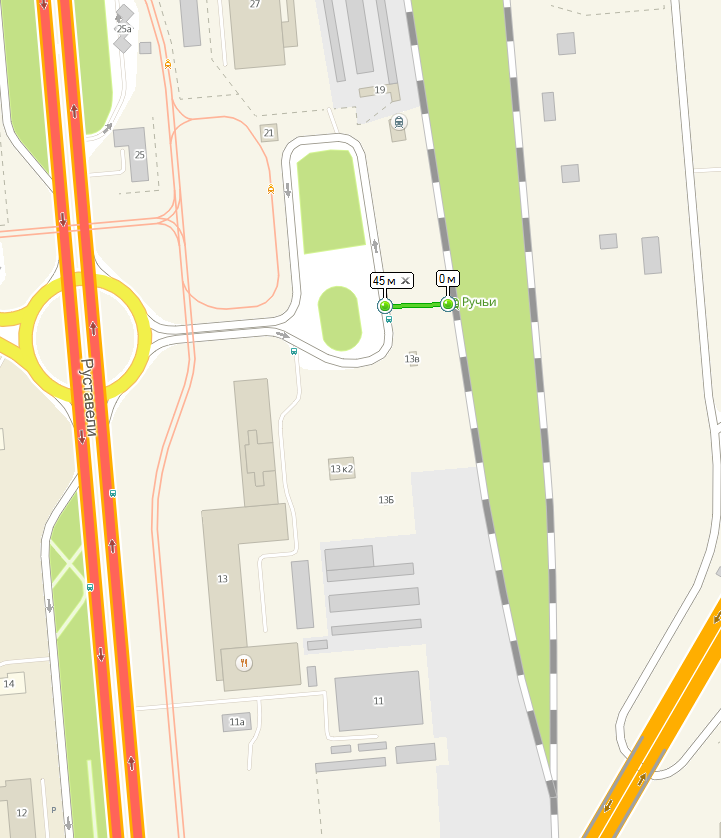 27
25а
19
21
25
45 м
0 м
Ручьи
13в
Руставели
13 к2
13Б
13
14
11
11а
12
P